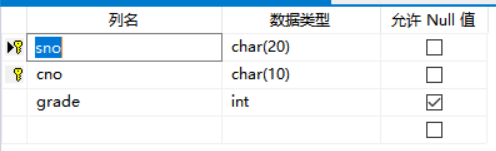 列名 数据类型 允许 Null 值
sno char(20)
cno char(10)
grade int